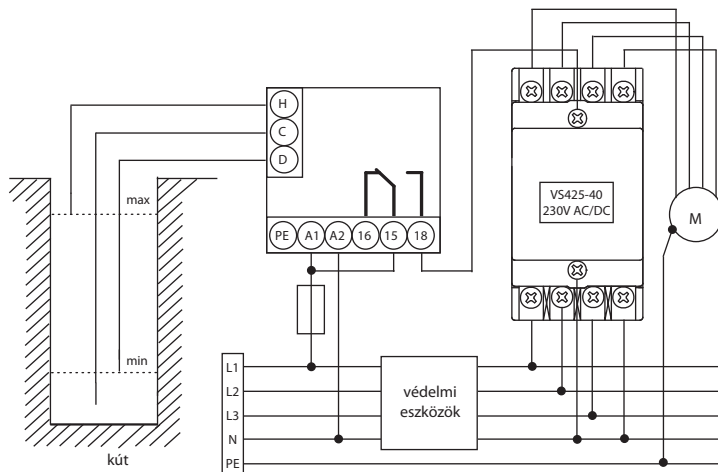 H
C
D
max
VS425-40
230V AC/DC
M
PE A1 A2 16 15 18
min
L1
L2
L3
N
PE
védelmi
eszközök
kút